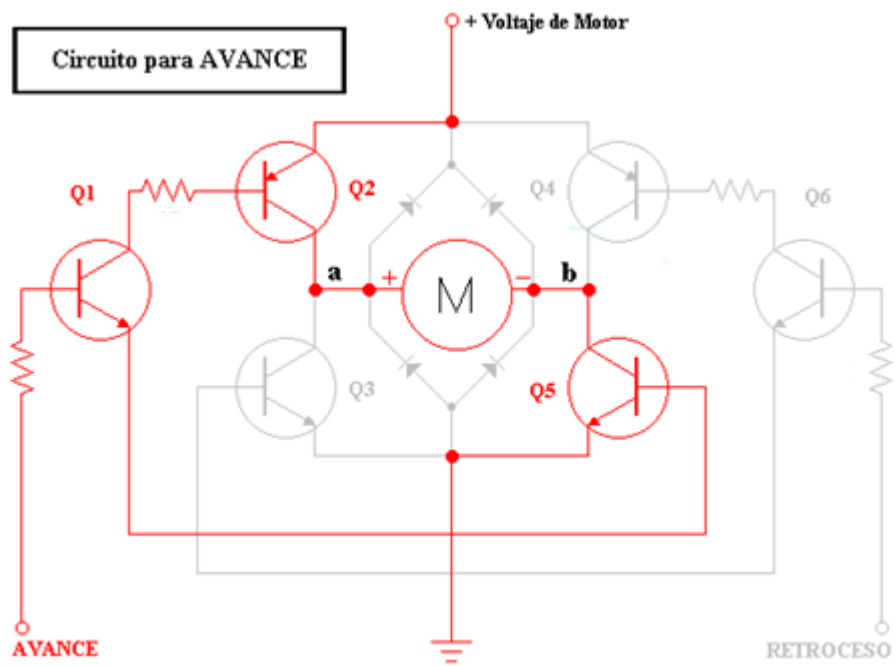 + Voltaje de Motor
Circuito para AVANCE
Q1
Q2
Q4
Q6
a
+
M
−
b
Q3
Q5
AVANCE
RETROCESO